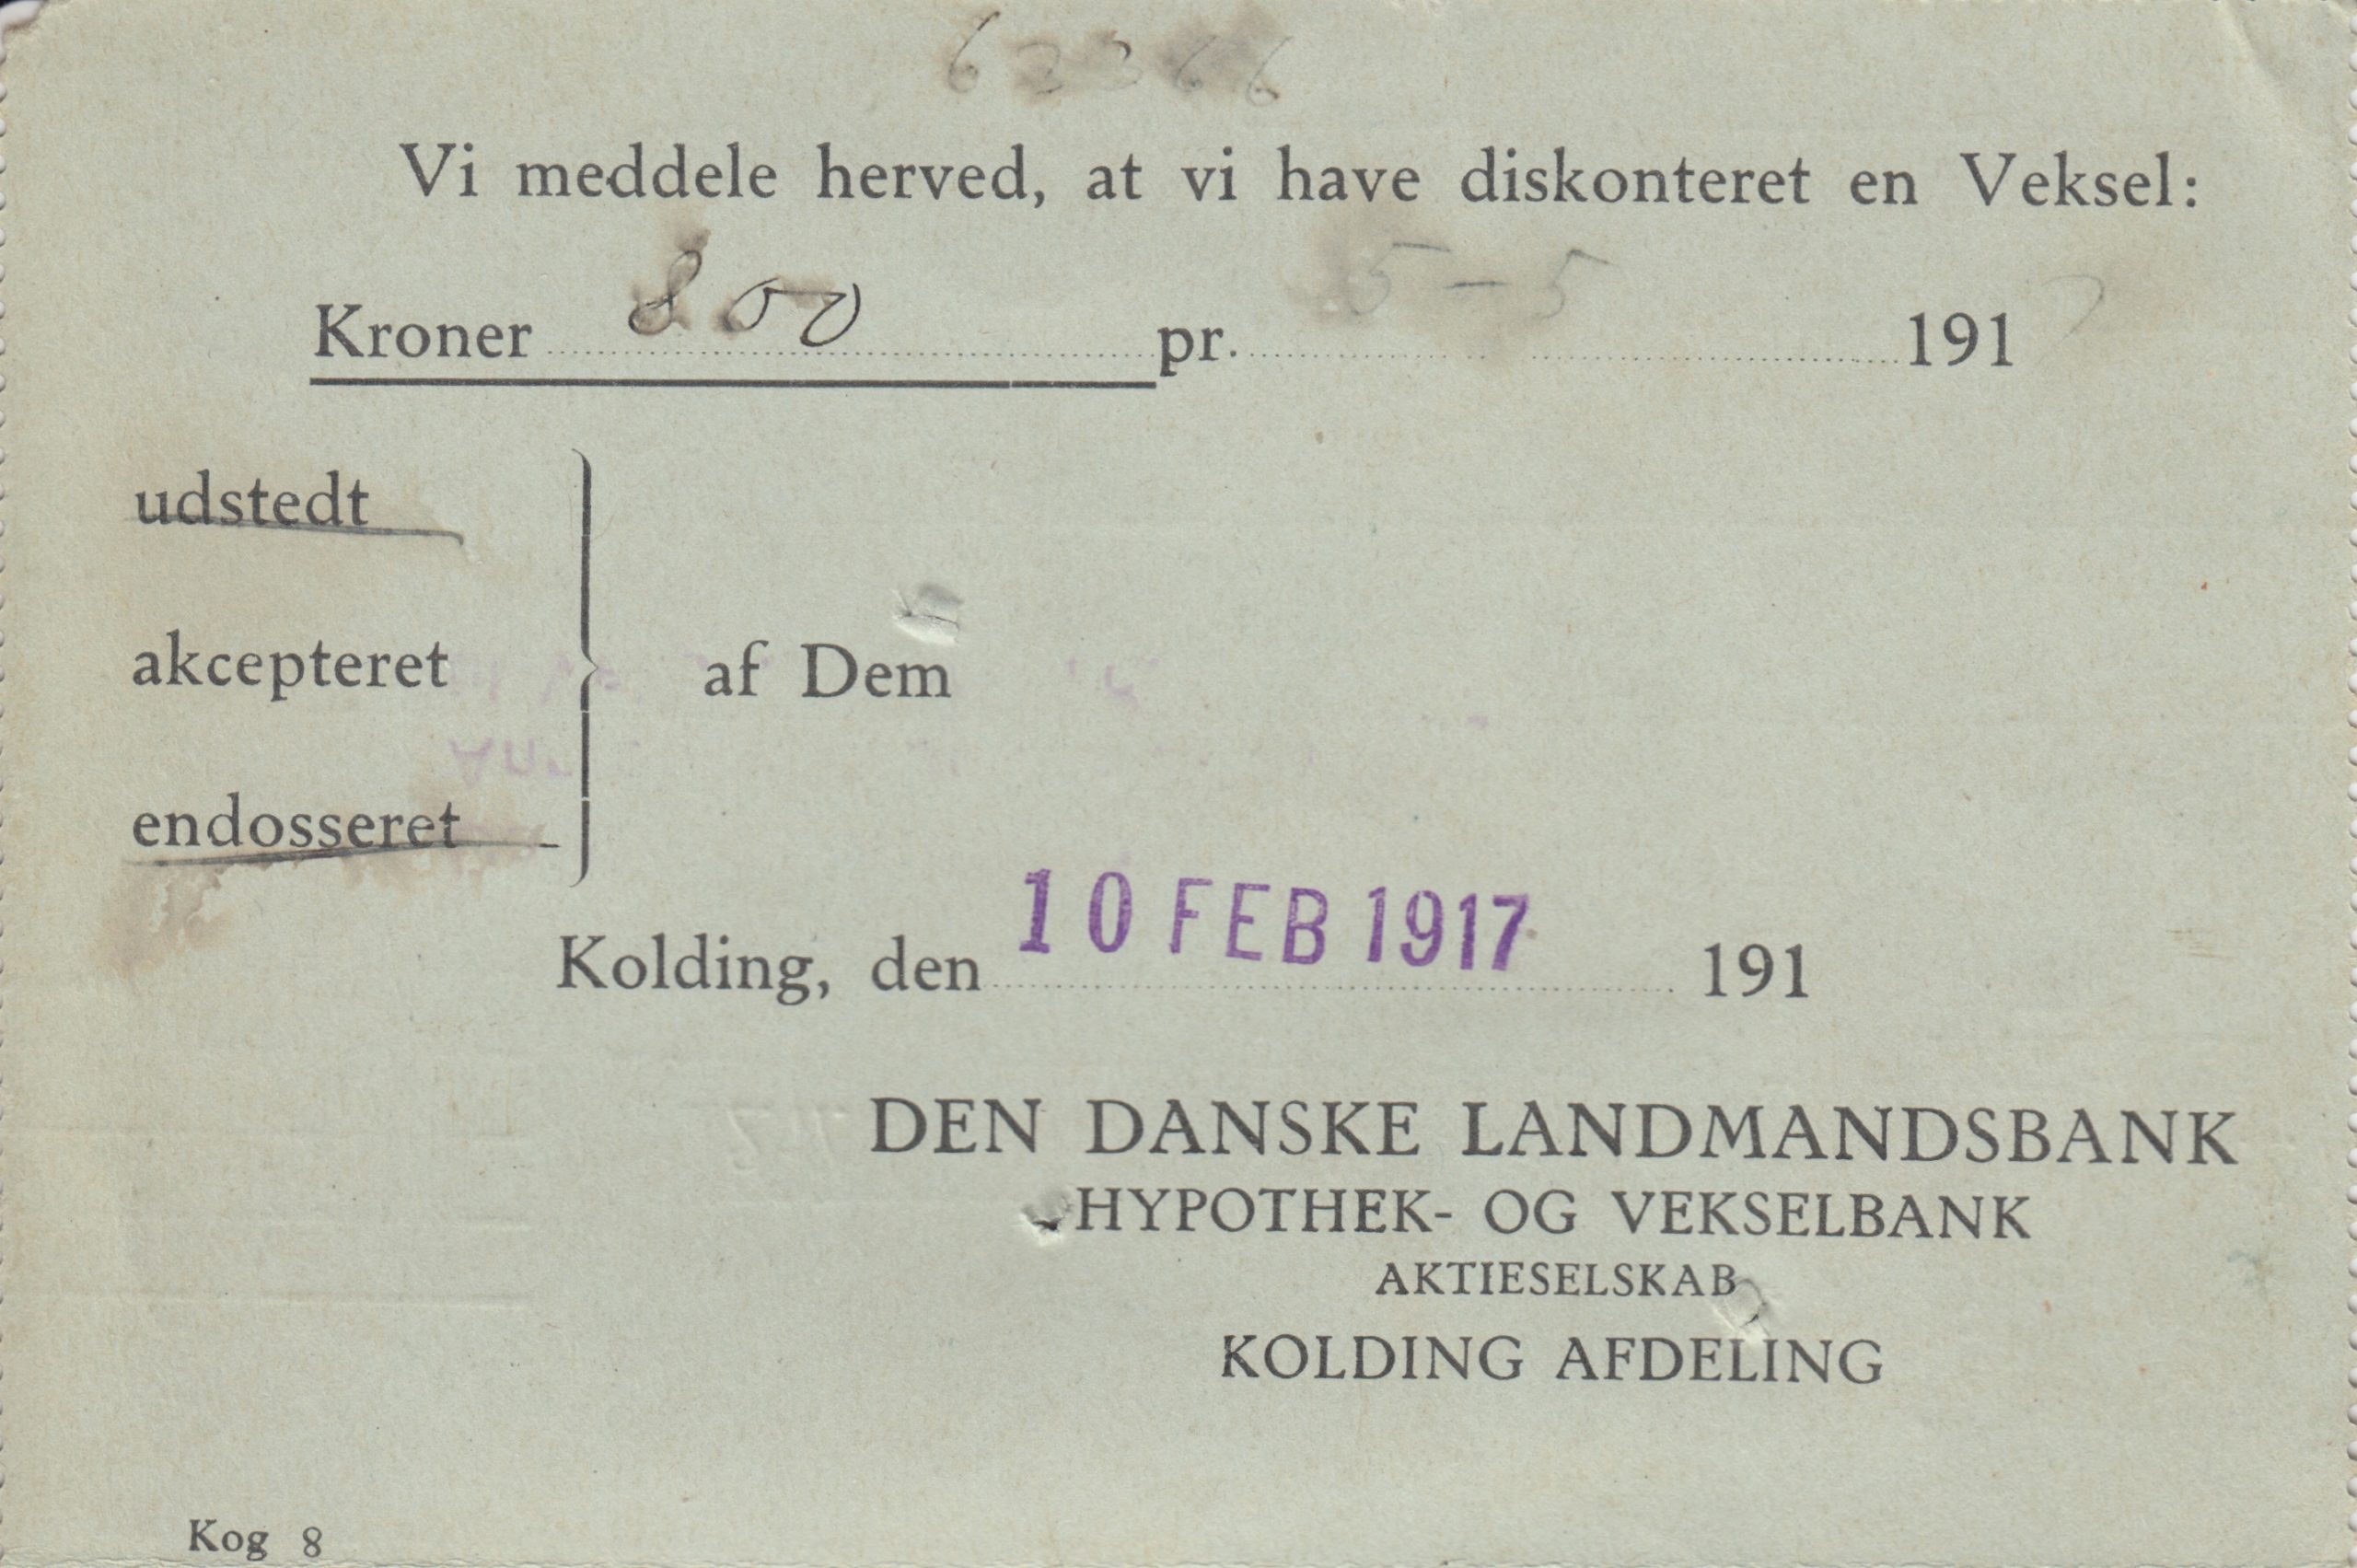 62366
Vi meddele herved, at vi have diskonteret en Veksel:
Kroner 800 pr. 5-5 1917
udstedt
akcepteret af Dem
endosseret
Kolding, den 10 FEB 1917 191
DEN DANSKE LANDMANDSBANK
HYPOTHEK- OG VEKSELBANK
AKTIESELSKAB
KOLDING AFDELING
Kog 8